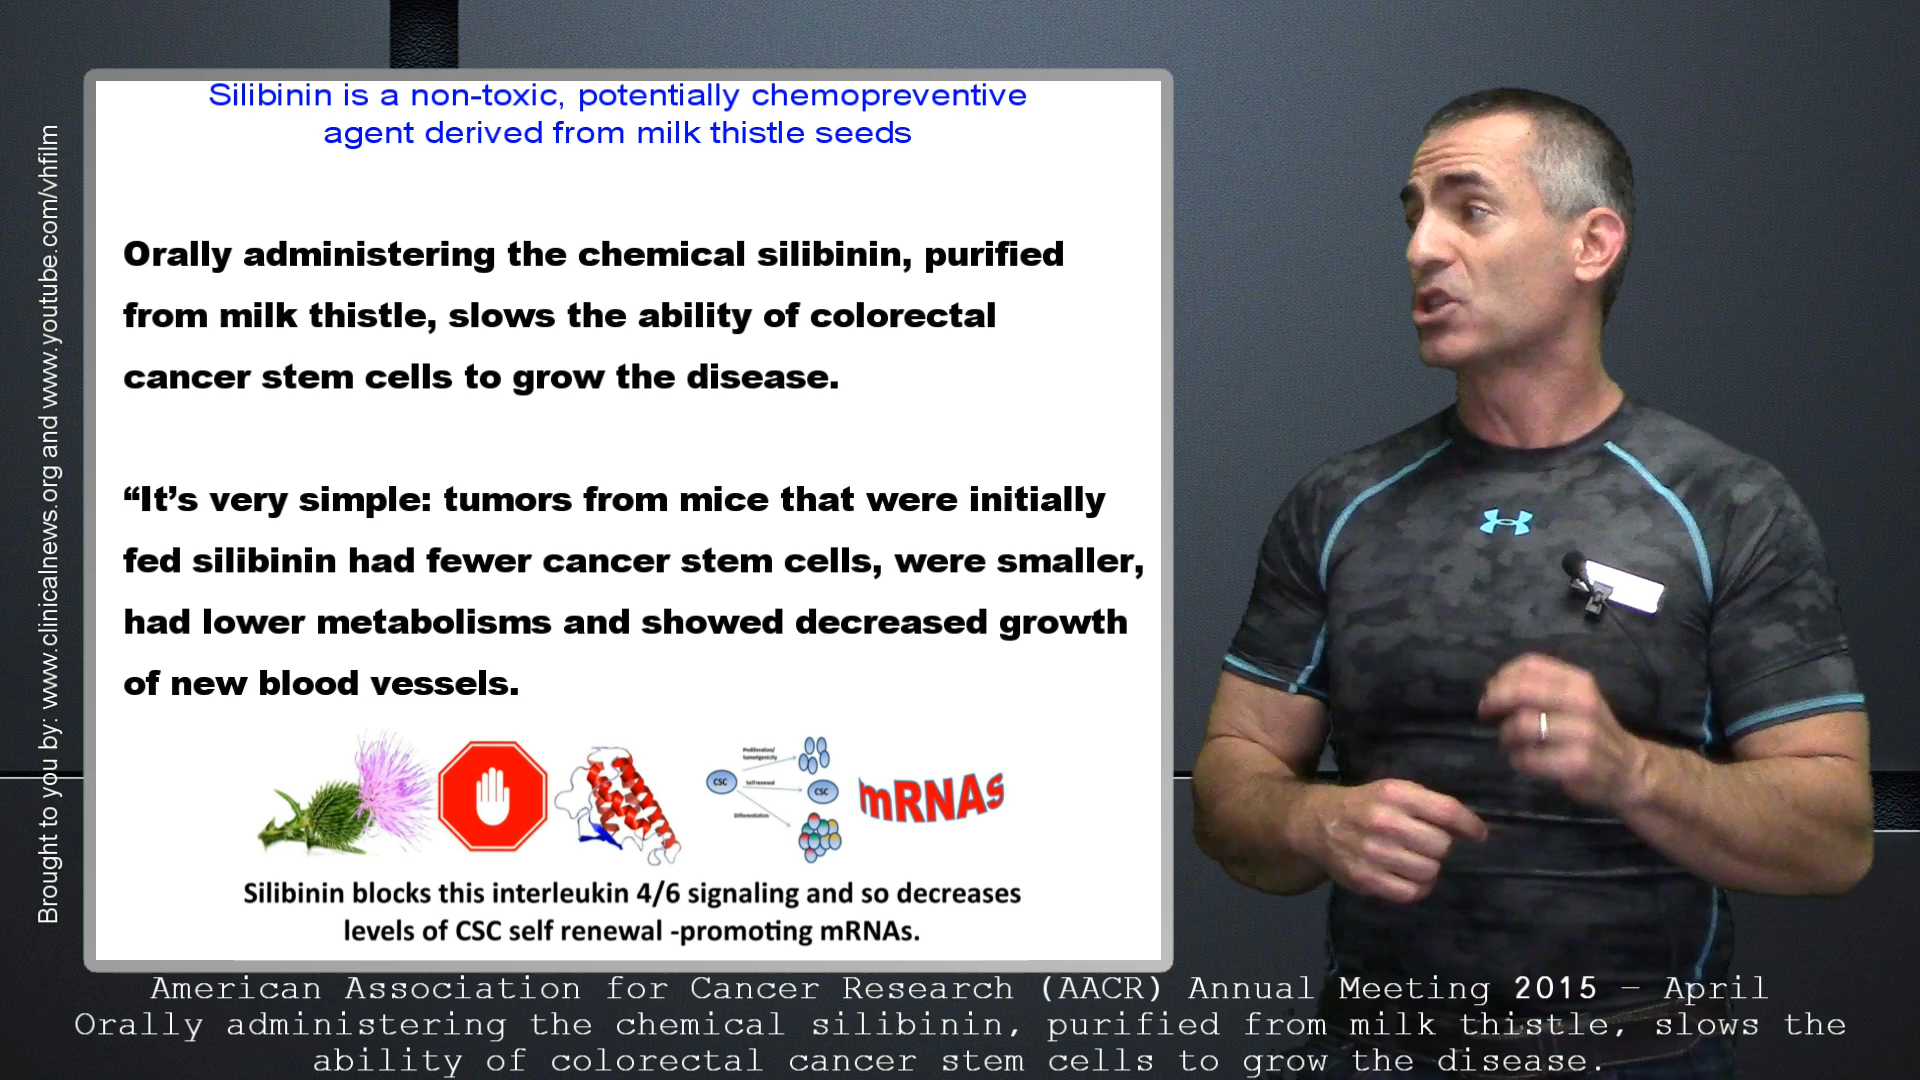 Silibinin is a non-toxic, potentially chemopreventive
agent derived from milk thistle seeds
Orally administering the chemical silibinin, purified
from milk thistle, slows the ability of colorectal
cancer stem cells to grow the disease.
“It’s very simple: tumors from mice that were initially
fed silibinin had fewer cancer stem cells, were smaller,
had lower metabolisms and showed decreased growth
of new blood vessels.
Proliferation/
tumorigenicity
CSC
Self renewal
CSC
Differentiation
mRNAs
Silibinin blocks this interleukin 4/6 signaling and so decreases
levels of CSC self renewal -promoting mRNAs.
Brought to you by: www.clinicalnews.org and www.youtube.com/vhfilm
American Association for Cancer Research (AACR) Annual Meeting 2015 – April
Orally administering the chemical silibinin, purified from milk thistle, slows the
ability of colorectal cancer stem cells to grow the disease.